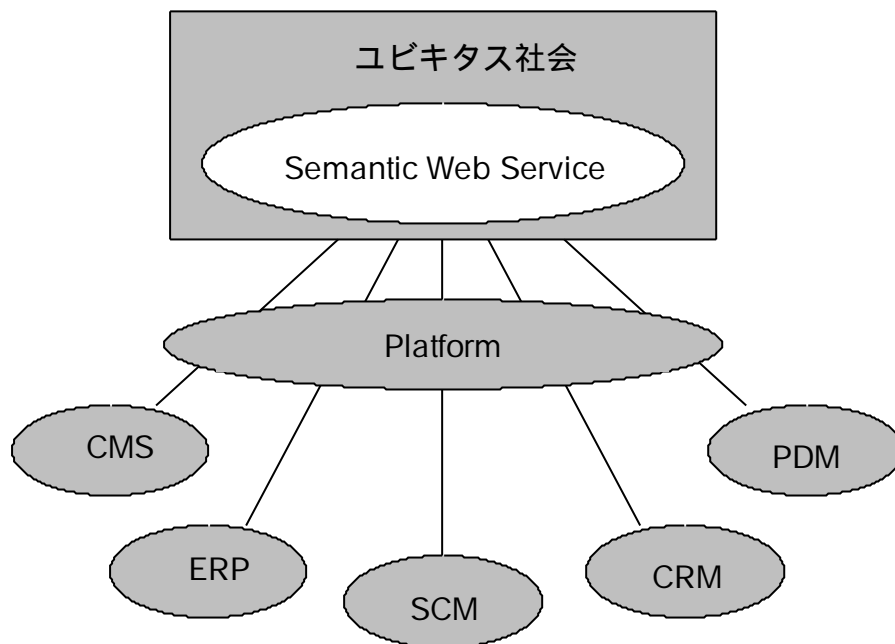 ユビキタス社会
Semantic Web Service
Platform
CMS
PDM
ERP
CRM
SCM